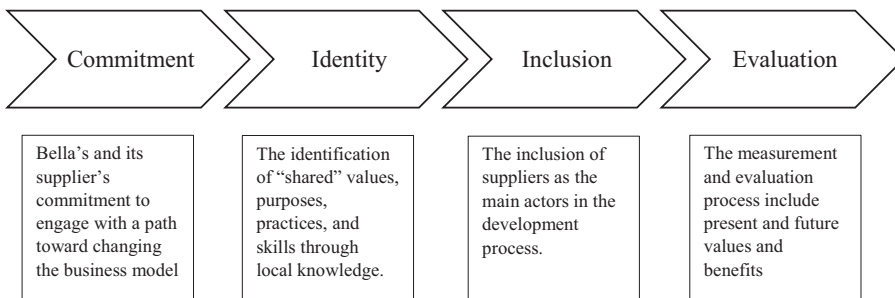 Commitment
Identity
Inclusion
Evaluation
Bella’s and its
supplier’s
commitment to
engage with a path
toward changing
the business model
The identification
of “shared” values,
purposes,
practices, and
skills through
local knowledge.
The inclusion of
suppliers as the
main actors in the
development
process.
The measurement
and evaluation
process include
present and future
values and
benefits